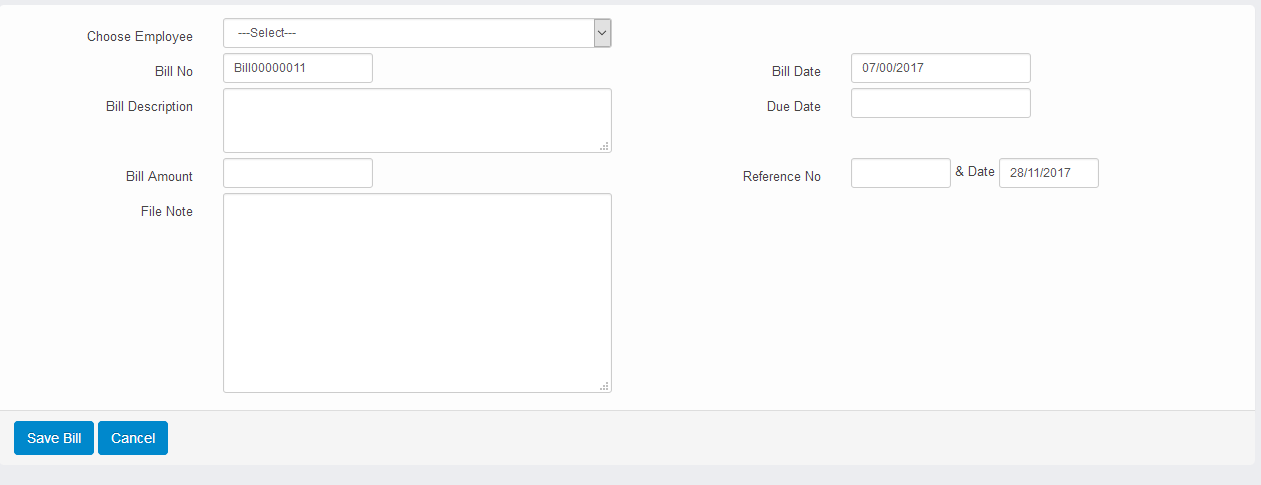 Choose Employee ---Select---
Bill No Bill00000011 Bill Date 07/00/2017
Bill Description Due Date
Bill Amount Reference No & Date 28/11/2017
File Note
Save Bill Cancel